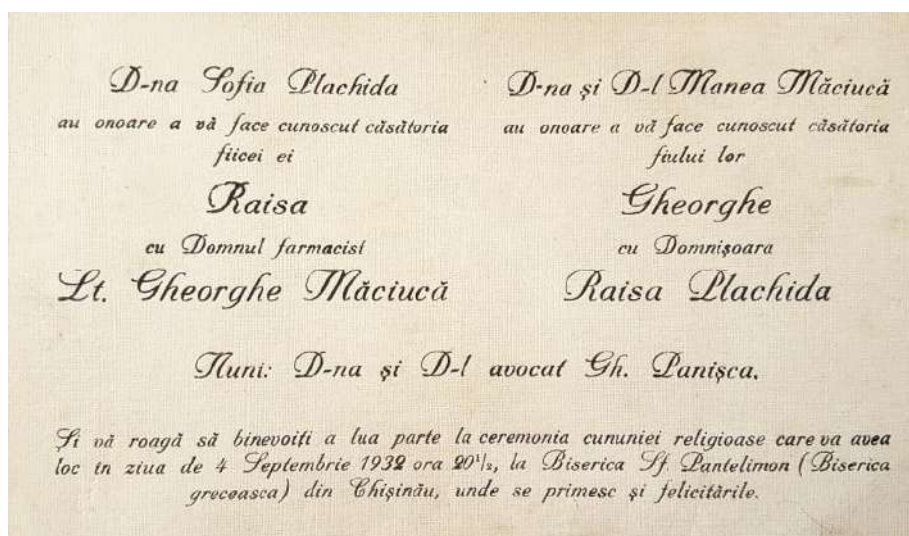 D-na Sofia Plachida
au onoare a vă face cunoscut căsătoria
fiicei ei
Raisa
cu Domnul farmacist
Lt. Gheorghe Măciucă
D-na și D-l Manea Măciucă
au onoare a vă face cunoscut căsătoria
fiului lor
Gheorghe
cu Domnișoara
Raisa Plachida
Nuni: D-na și D-l avocat Gh. Panișca.
Și vă roagă să binevoiți a lua parte la ceremonia cununiei religioase care va avea
loc în ziua de 4 Septembrie 1932 ora 20¹/₂, la Biserica Sf. Pantelimon (Biserica
greceasca) din Chișinău, unde se primesc și felicitările.